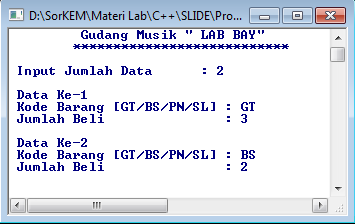 D:\SorKEM\Materi Lab\C++\SLIDE\Pro...
Gudang Musik " LAB BAY"
***************************
Input Jumlah Data : 2
Data Ke-1
Kode Barang [GT/BS/PN/SL] : GT
Jumlah Beli : 3
Data Ke-2
Kode Barang [GT/BS/PN/SL] : BS
Jumlah Beli : 2